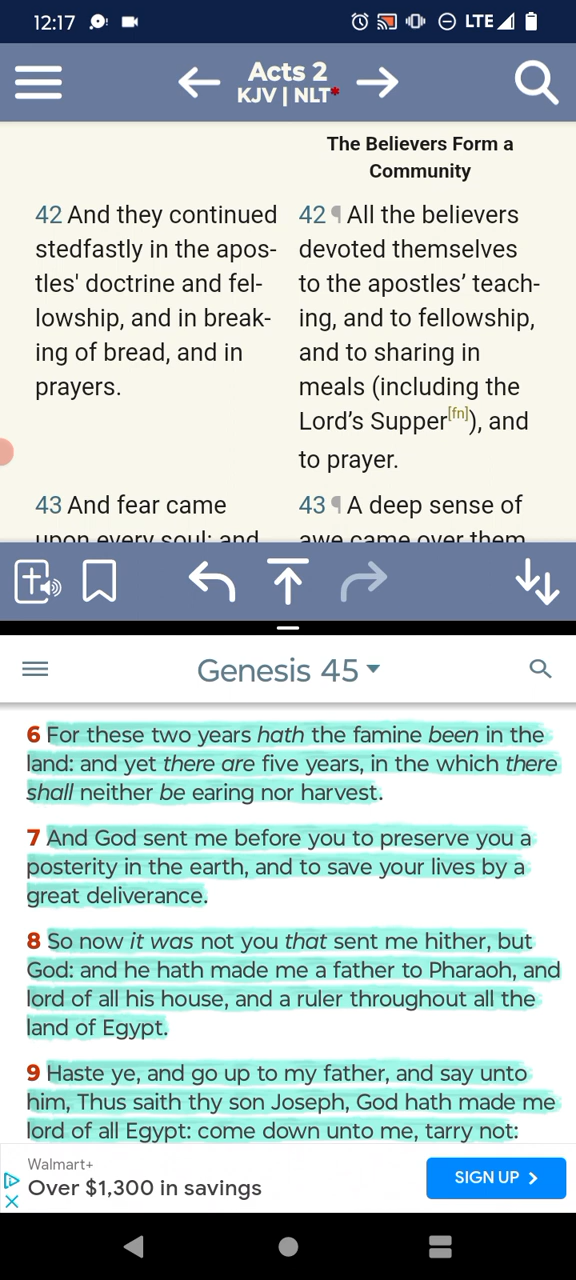 12:17
LTE
Acts 2
KJV | NLT*
The Believers Form a
Community
42 And they continued
stedfastly in the apos-
tles' doctrine and fel-
lowship, and in break-
ing of bread, and in
prayers.
42 ¶ All the believers
devoted themselves
to the apostles’ teach-
ing, and to fellowship,
and to sharing in
meals (including the
Lord’s Supper[fn]), and
to prayer.
43 And fear came
upon every soul: and
43 ¶ A deep sense of
awe came over them
Genesis 45
6 For these two years hath the famine been in the
land: and yet there are five years, in the which there
shall neither be earing nor harvest.
7 And God sent me before you to preserve you a
posterity in the earth, and to save your lives by a
great deliverance.
8 So now it was not you that sent me hither, but
God: and he hath made me a father to Pharaoh, and
lord of all his house, and a ruler throughout all the
land of Egypt.
9 Haste ye, and go up to my father, and say unto
him, Thus saith thy son Joseph, God hath made me
lord of all Egypt: come down unto me, tarry not:
Walmart+
Over $1,300 in savings
SIGN UP